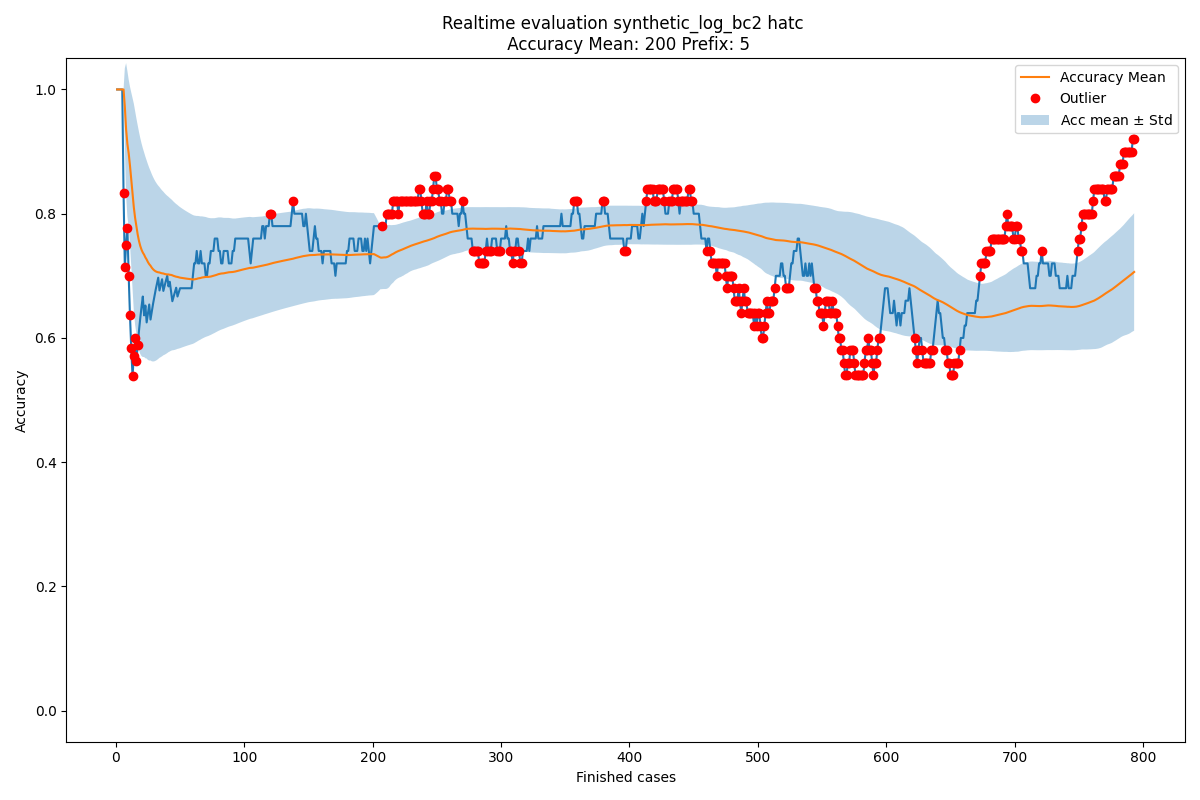 Realtime evaluation synthetic_log_bc2 hatc
Accuracy Mean: 200 Prefix: 5
Accuracy Mean
Outlier
Acc mean ± Std
1.0
0.8
0.6
0.4
0.2
0.0
Accuracy
0 100 200 300 400 500 600 700 800
Finished cases